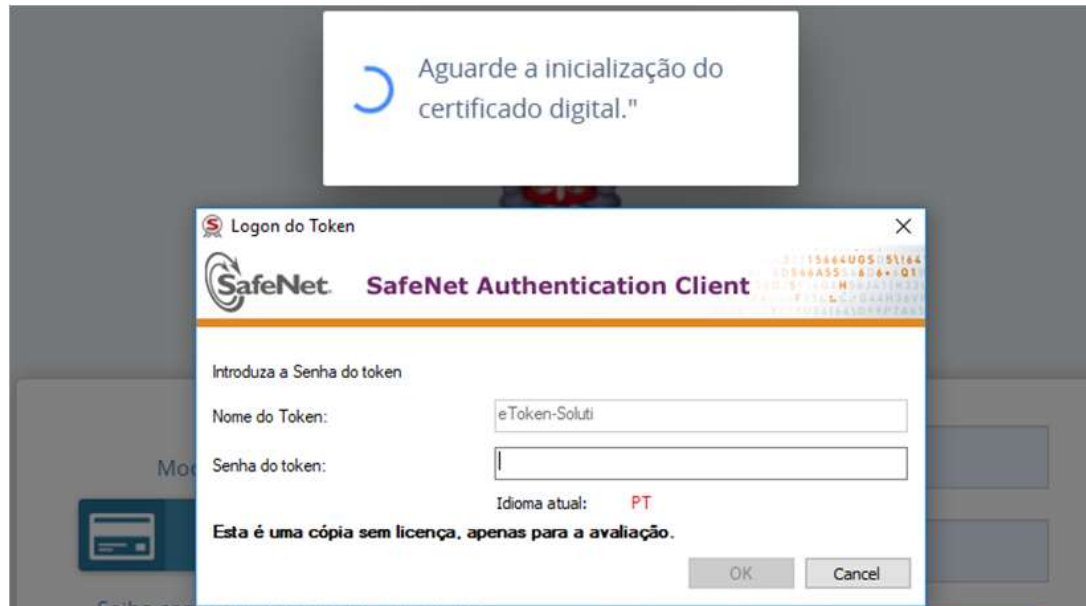 Aguarde a inicialização do
certificado digital."
Logon do Token
SafeNet. SafeNet Authentication Client
Introduza a Senha do token
Nome do Token: eToken-Soluti
Senha do token:
Idioma atual: PT
Esta é uma cópia sem licença, apenas para a avaliação.
OK Cancel